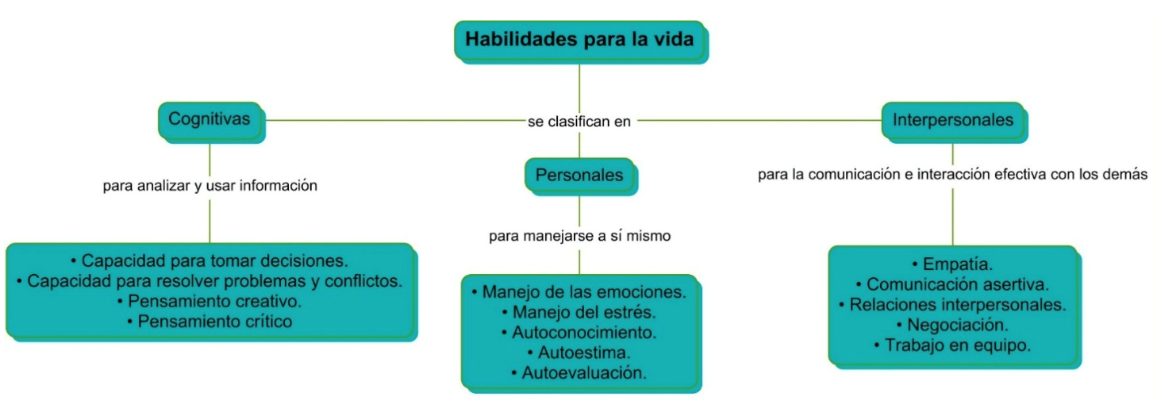 Habilidades para la vida
Cognitivas
se clasifican en
Interpersonales
para analizar y usar información
Personales
para la comunicación e interacción efectiva con los demás
para manejarse a sí mismo
• Capacidad para tomar decisiones.
• Capacidad para resolver problemas y conflictos.
• Pensamiento creativo.
• Pensamiento crítico
• Manejo de las emociones.
• Manejo del estrés.
• Autoconocimiento.
• Autoestima.
• Autoevaluación.
• Empatía.
• Comunicación asertiva.
• Relaciones interpersonales.
• Negociación.
• Trabajo en equipo.